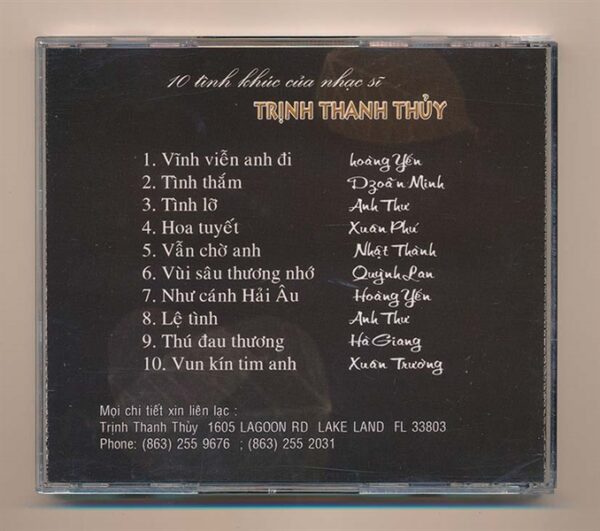 10 tình khúc của nhạc sĩ
TRỊNH THANH THỦY
1. Vĩnh viễn anh đi Hoàng Yến
2. Tình thắm Dzoãn Minh
3. Tình lỡ Anh Thư
4. Hoa tuyết Xuân Phú
5. Vẫn chờ anh Nhật Thành
6. Vùi sâu thương nhớ Quỳnh Lan
7. Như cánh Hải Âu Hoàng Yến
8. Lệ tình Anh Thư
9. Thú đau thương Hà Giang
10. Vun kín tim anh Xuân Trường
Mọi chi tiết xin liên lạc :
Trịnh Thanh Thủy 1605 LAGOON RD LAKE LAND FL 33803
Phone: (863) 255 9676 ; (863) 255 2031